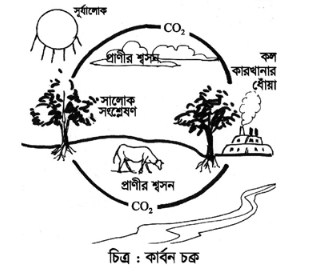 সূর্যালোক
CO₂
প্রাণীর শ্বসন
কল
কারখানার
ধোঁয়া
সালোক
সংশ্লেষণ
প্রাণীর শ্বসন
CO₂
চিত্র : কার্বন চক্র